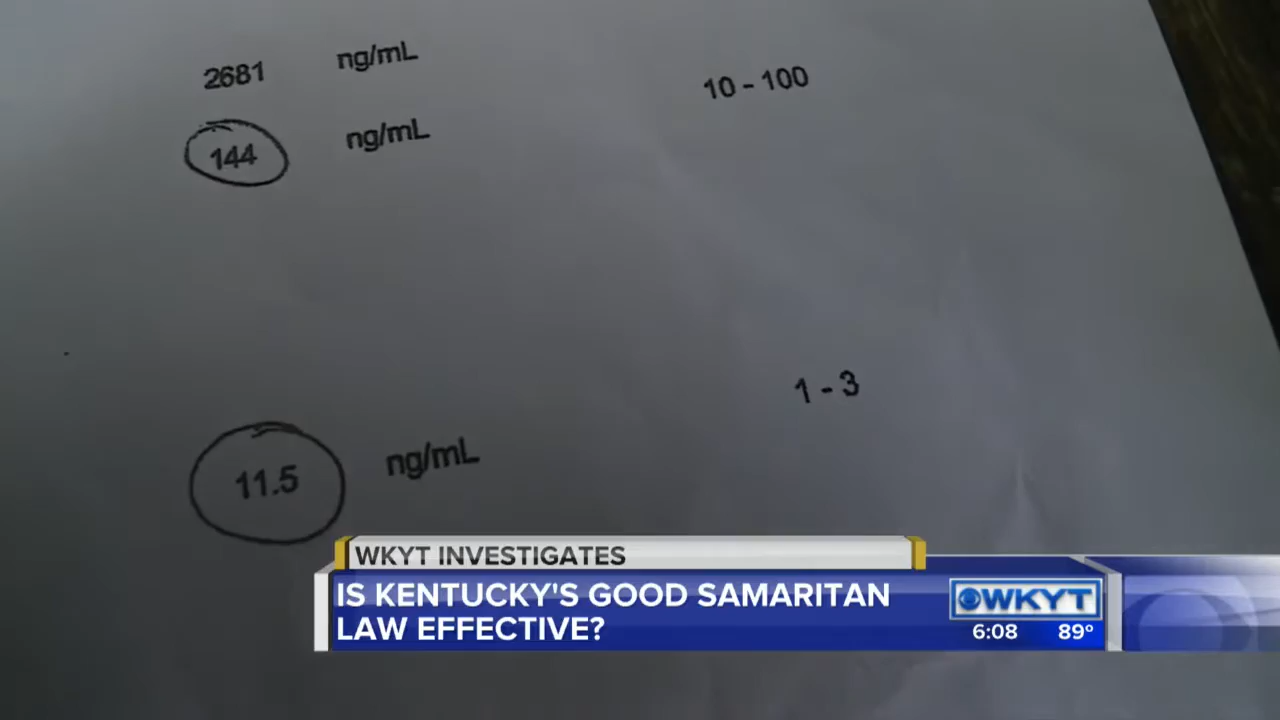 2681 ng/mL
144 ng/mL 10 - 100
11.5 ng/mL 1 - 3
WKYT INVESTIGATES
IS KENTUCKY'S GOOD SAMARITAN
LAW EFFECTIVE?
WKYT
6:08 89°